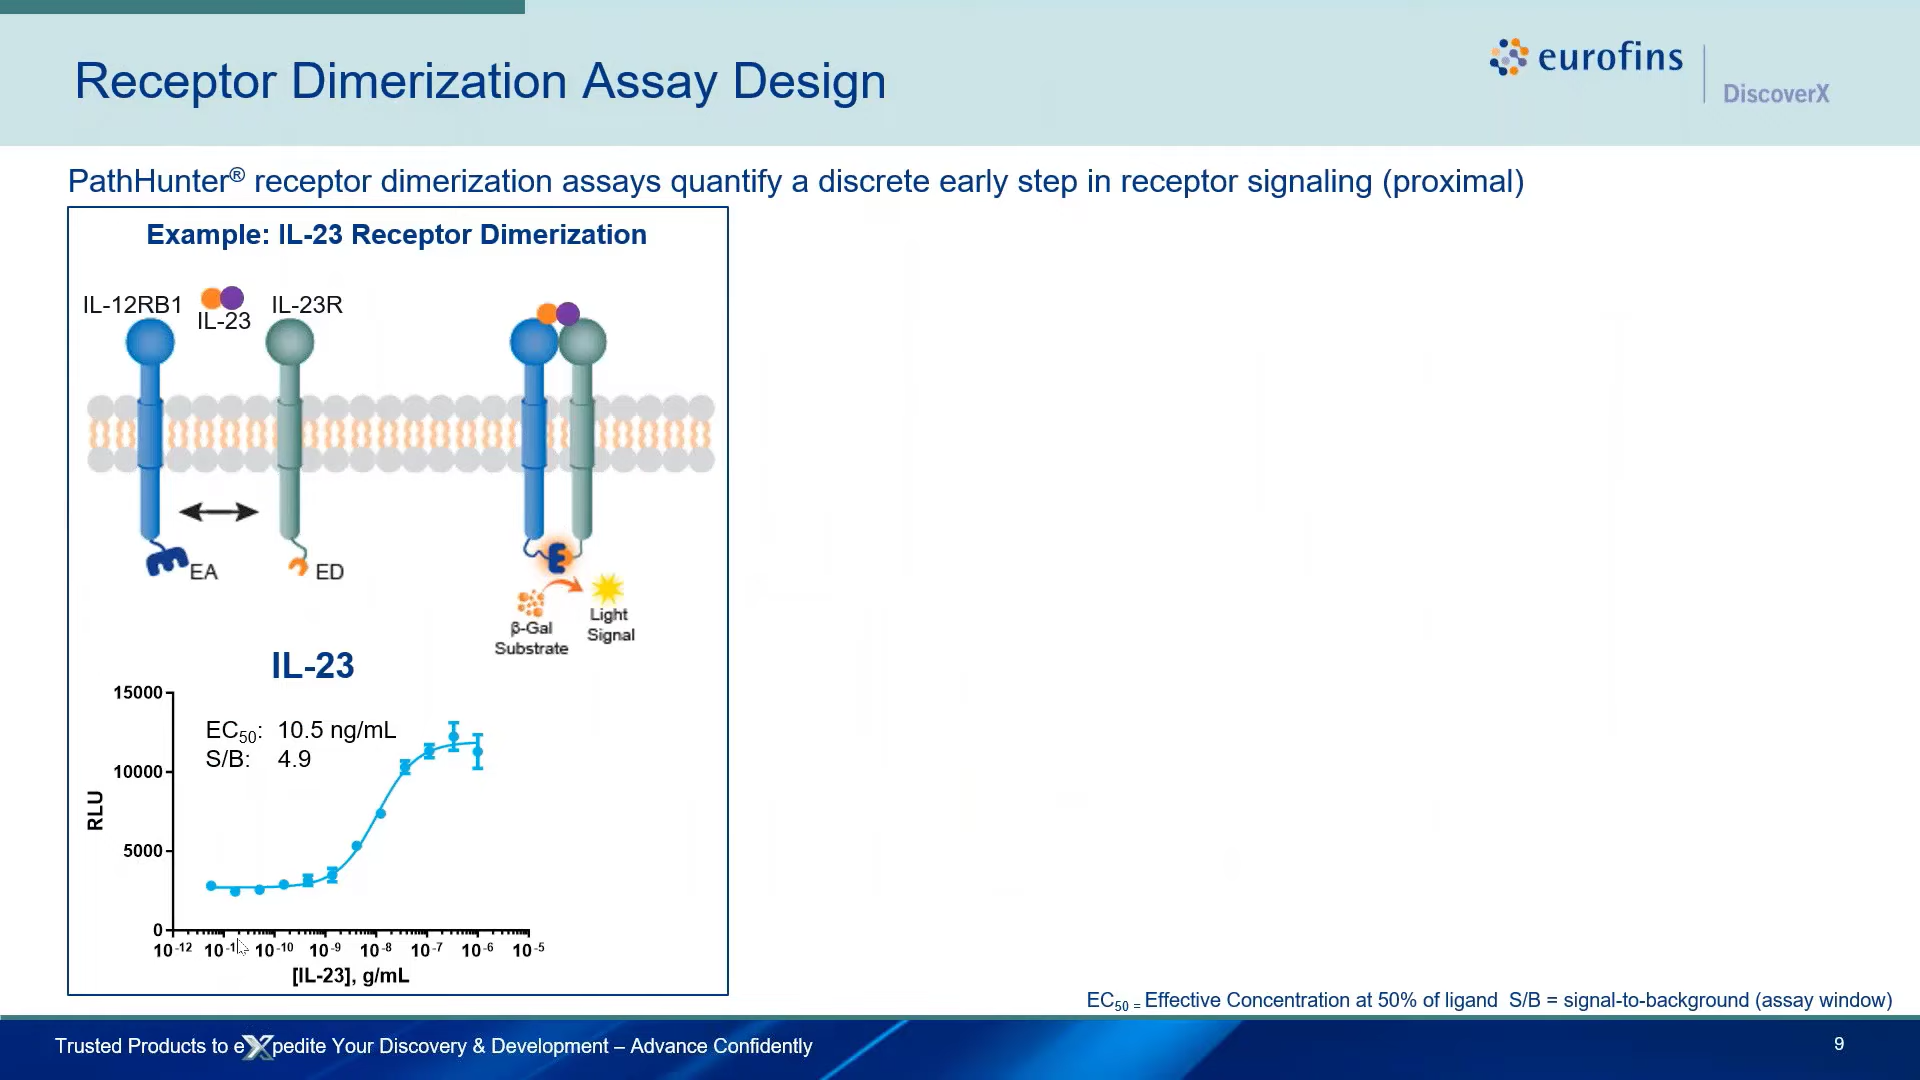 Receptor Dimerization Assay Design
eurofins
DiscoverX
PathHunter® receptor dimerization assays quantify a discrete early step in receptor signaling (proximal)
Example: IL-23 Receptor Dimerization
IL-12RB1
IL-23
IL-23R
EA
ED
β-Gal
Substrate
Light
Signal
IL-23
EC50: 10.5 ng/mL
S/B: 4.9
RLU
15000
10000
5000
0
10-12 10-1 10-10 10-9 10-8 10-7 10-6 10-5
[IL-23], g/mL
EC50 = Effective Concentration at 50% of ligand S/B = signal-to-background (assay window)
Trusted Products to eXpedite Your Discovery & Development – Advance Confidently
9